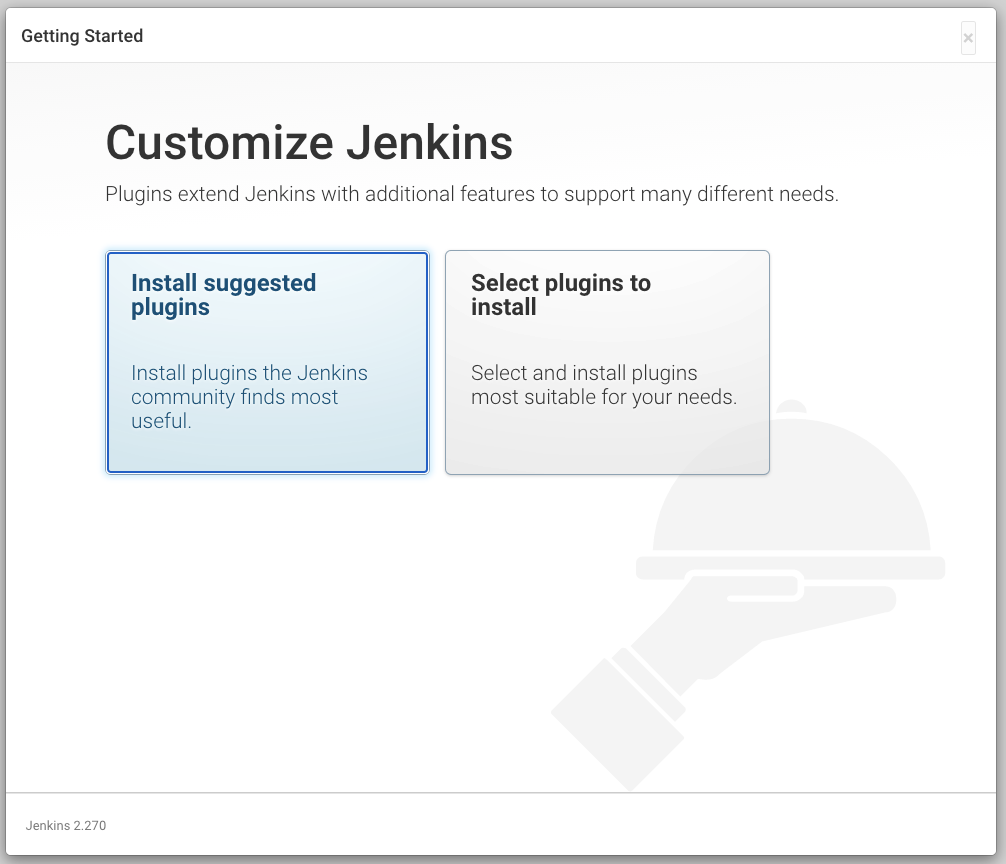 Getting Started
×
Customize Jenkins
Plugins extend Jenkins with additional features to support many different needs.
Install suggested
plugins
Install plugins the Jenkins
community finds most
useful.
Select plugins to
install
Select and install plugins
most suitable for your needs.
Jenkins 2.270